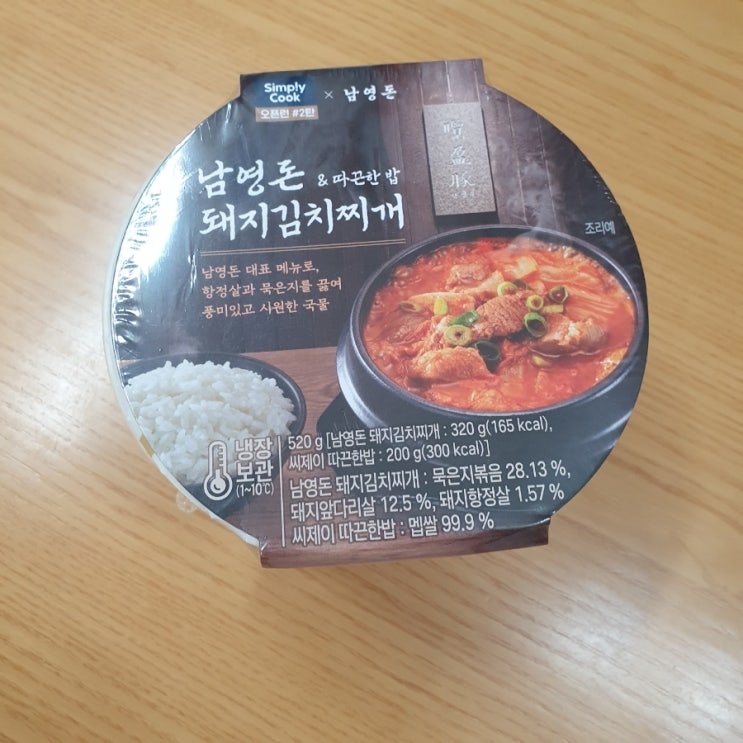 Simply
Cook
오픈런 #2탄
× 남영돈
남영돈 & 따끈한 밥
돼지김치찌개
남영돈 대표 메뉴로,
항정살과 묵은지를 끓여
풍미있고 시원한 국물
조리예
냉장
보관
(1~10℃)
520 g [남영돈 돼지김치찌개 : 320 g(165 kcal),
씨제이 따끈한밥 : 200 g(300 kcal)]
남영돈 돼지김치찌개 : 묵은지볶음 28.13 %,
돼지앞다리살 12.5 %, 돼지항정살 1.57 %
씨제이 따끈한밥 : 멥쌀 99.9 %